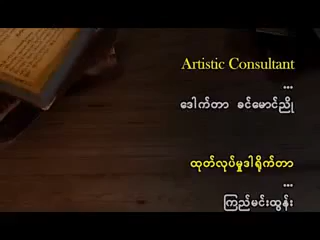 Artistic Consultant
...
ဒေါက်တာ ခင်မောင်ညို
ထုတ်လုပ်မှုဒါရိုက်တာ
...
ကြည်မင်းထွန်း